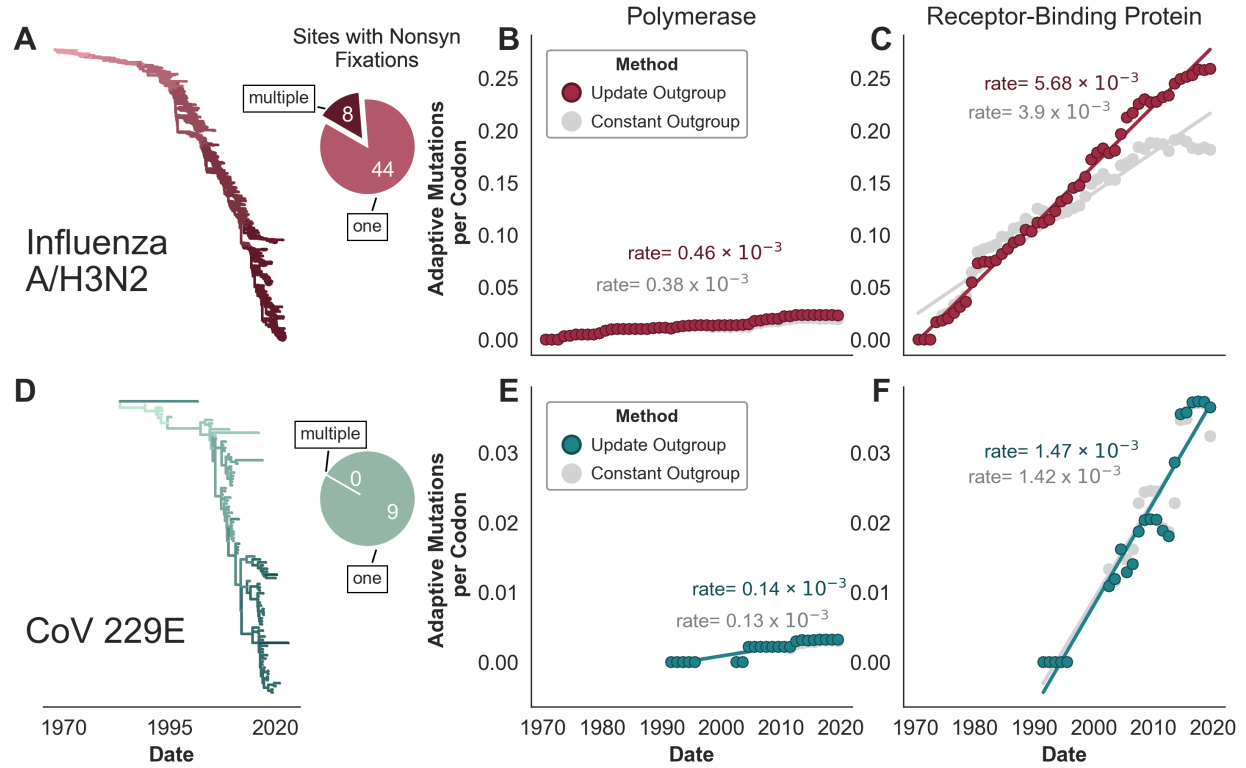 A
Sites with Nonsyn
Fixations
multiple
8
44
one
Influenza
A/H3N2
Polymerase
B
Adaptive Mutations
per Codon
0.25
0.20
0.15
0.10
0.05
0.00
Method
Update Outgroup
Constant Outgroup
rate= 0.46 × 10⁻³
rate= 0.38 x 10⁻³
Receptor-Binding Protein
C
0.25
0.20
0.15
0.10
0.05
0.00
rate= 5.68 × 10⁻³
rate= 3.9 x 10⁻³
D
multiple
0
9
one
CoV 229E
1970 1995 2020
Date
E
Adaptive Mutations
per Codon
0.03
0.02
0.01
0.00
Method
Update Outgroup
Constant Outgroup
rate= 0.14 × 10⁻³
rate= 0.13 x 10⁻³
1970 1980 1990 2000 2010 2020
Date
F
0.03
0.02
0.01
0.00
rate= 1.47 × 10⁻³
rate= 1.42 x 10⁻³
1970 1980 1990 2000 2010 2020
Date